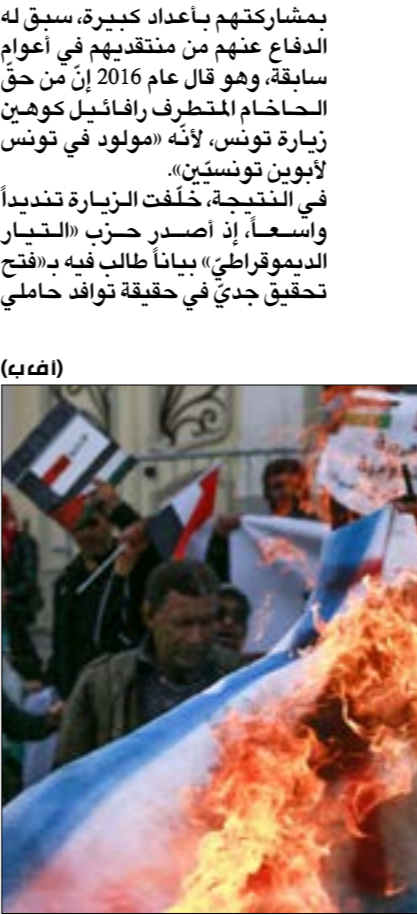 بمشاركتهم بأعداد كبيرة، سبق له
الدفاع عنهم من منتقديهم في أعوام
سابقة، وهو قال عام 2016 إنّ من حقّ
الحاخام المتطرف رافائيل كوهين
زيارة تونس، لأنّه «مولود في تونس
لأبوين تونسيّين».
في النتيجة، خلّفت الزيارة تنديداً
واسعاً، إذ أصدر حزب «التيار
الديموقراطيّ» بياناً طالب فيه بـ«فتح
تحقيق جديّ في حقيقة توافد حاملي
(أ ف ب)